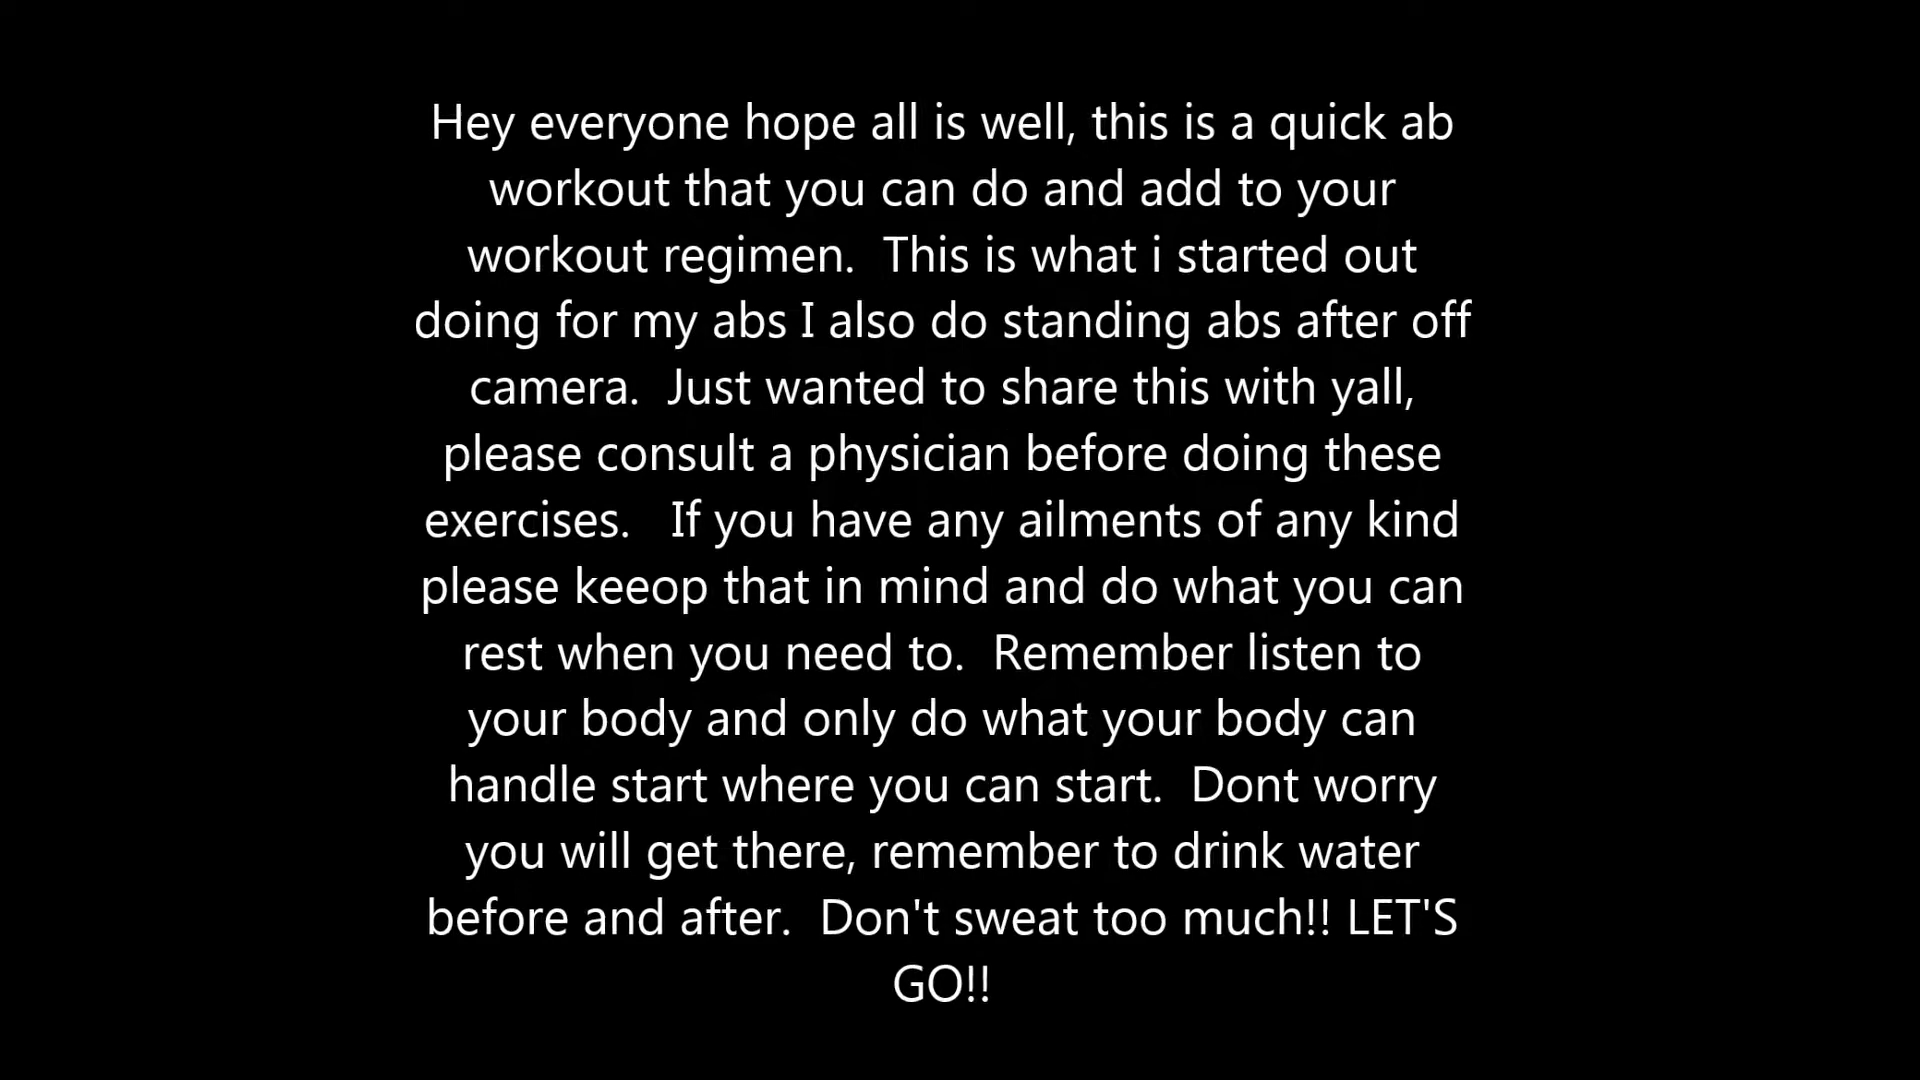 Hey everyone hope all is well, this is a quick ab
workout that you can do and add to your
workout regimen.  This is what i started out
doing for my abs I also do standing abs after off
camera.  Just wanted to share this with yall,
please consult a physician before doing these
exercises.   If you have any ailments of any kind
please keeop that in mind and do what you can
rest when you need to.  Remember listen to
your body and only do what your body can
handle start where you can start.  Dont worry
you will get there, remember to drink water
before and after.  Don't sweat too much!! LET'S
GO!!